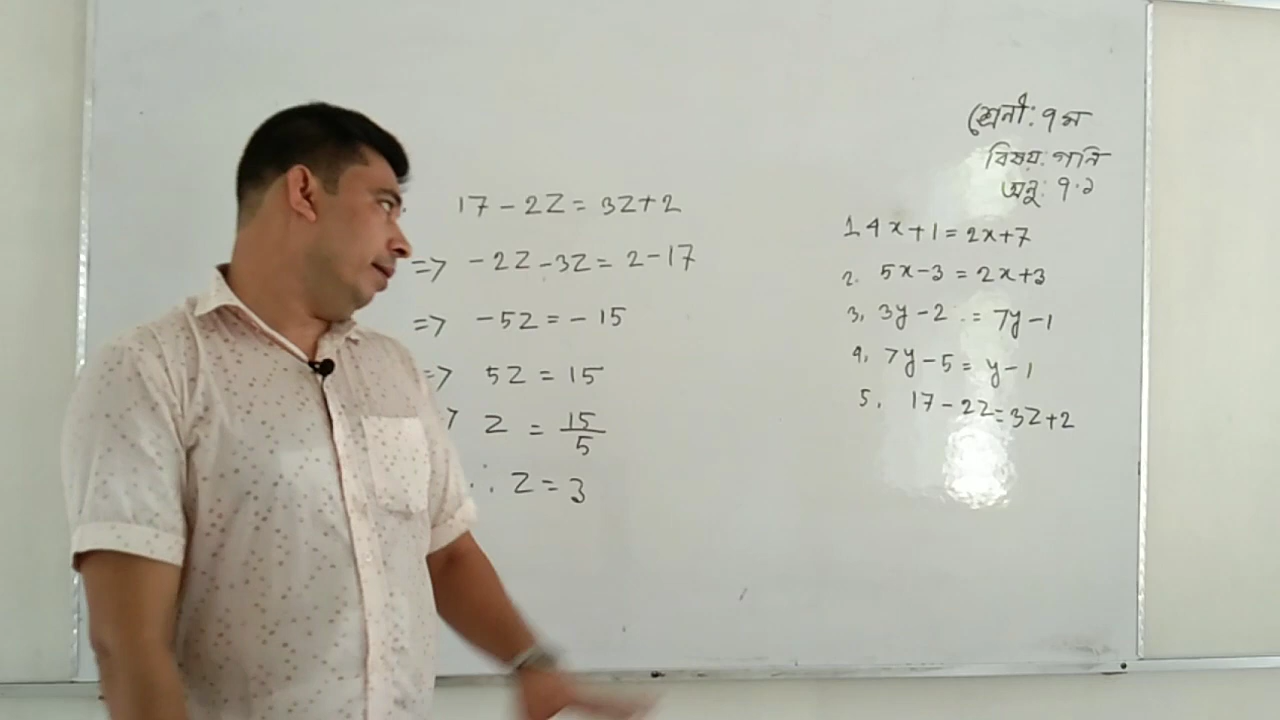 17 - 2Z = 3Z+2
=> -2Z -3Z = 2-17
=> -5Z = -15
=> 5Z = 15
Z = 15/5
∴ Z = 3
শ্রেনী: ৭ম
বিষয়: গনি
অনু: ৭.১
1. 4x+1 = 2x+7
2. 5x-3 = 2x+3
3, 3y-2 = 7y-1
4, 7y-5 = y-1
5. 17-2Z=3Z+2